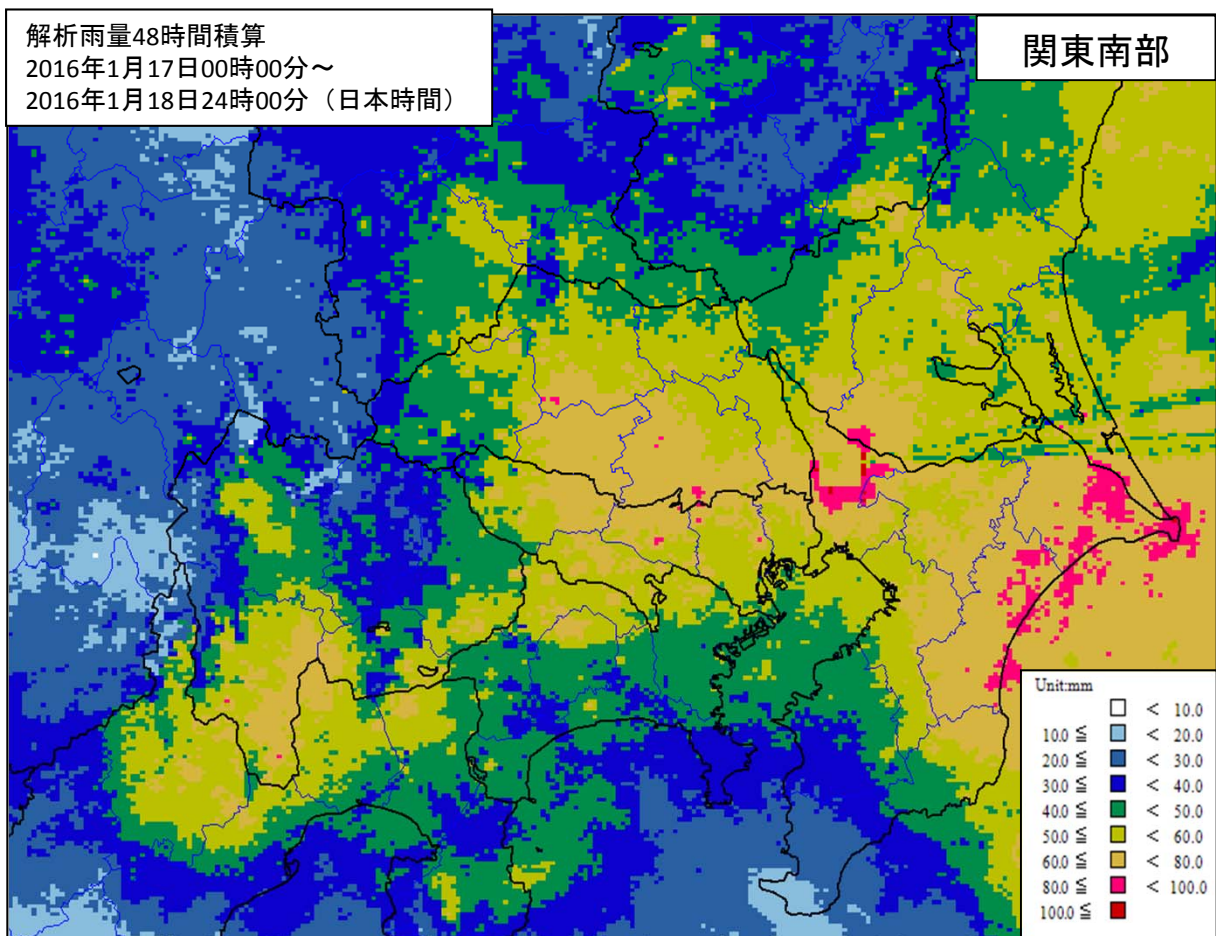 解析雨量48時間積算
2016年1月17日00時00分～
2016年1月18日24時00分（日本時間）
関東南部
Unit:mm
< 10.0
10.0 ≦ < 20.0
20.0 ≦ < 30.0
30.0 ≦ < 40.0
40.0 ≦ < 50.0
50.0 ≦ < 60.0
60.0 ≦ < 80.0
80.0 ≦ < 100.0
100.0 ≦